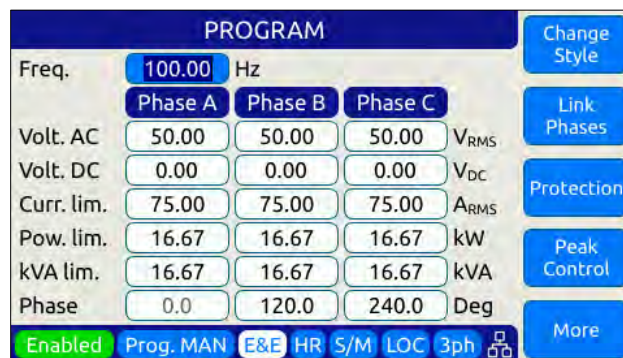 PROGRAM
Freq. 100.00 Hz
Phase A Phase B Phase C
Volt. AC 50.00 50.00 50.00 VRMS
Volt. DC 0.00 0.00 0.00 VDC
Curr. lim. 75.00 75.00 75.00 ARMS
Pow. lim. 16.67 16.67 16.67 kW
kVA lim. 16.67 16.67 16.67 kVA
Phase 0.0 120.0 240.0 Deg
Enabled Prog. MAN E&E HR S/M LOC 3ph
Change
Style
Link
Phases
Protection
Peak
Control
More